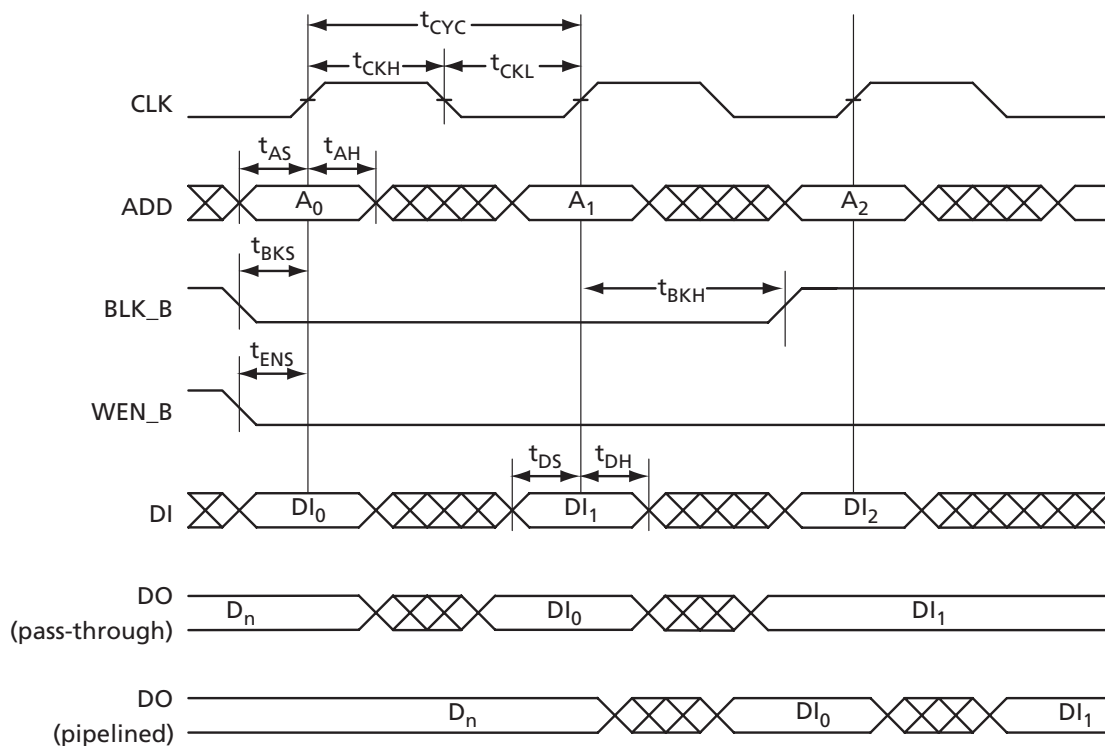 tCYC
tCKH tCKL
CLK
tAS tAH
ADD A0 A1 A2
tBKS
BLK_B tBKH
tENS
WEN_B
tDS tDH
DI DI0 DI1 DI2
DO
(pass-through) Dn DI0 DI1
DO
(pipelined) Dn DI0 DI1